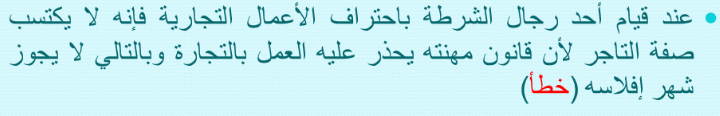 • عند قيام أحد رجال الشرطة باحتراف الأعمال التجارية فإنه لا يكتسب
صفة التاجر لأن قانون مهنته يحذر عليه العمل بالتجارة وبالتالي لا يجوز
شهر إفلاسه (خطأ)